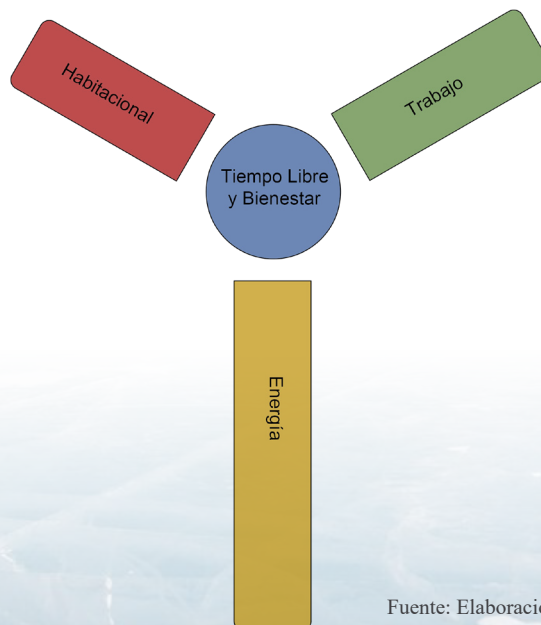 Habitacional
Trabajo
Tiempo Libre
y Bienestar
Energía
Fuente: